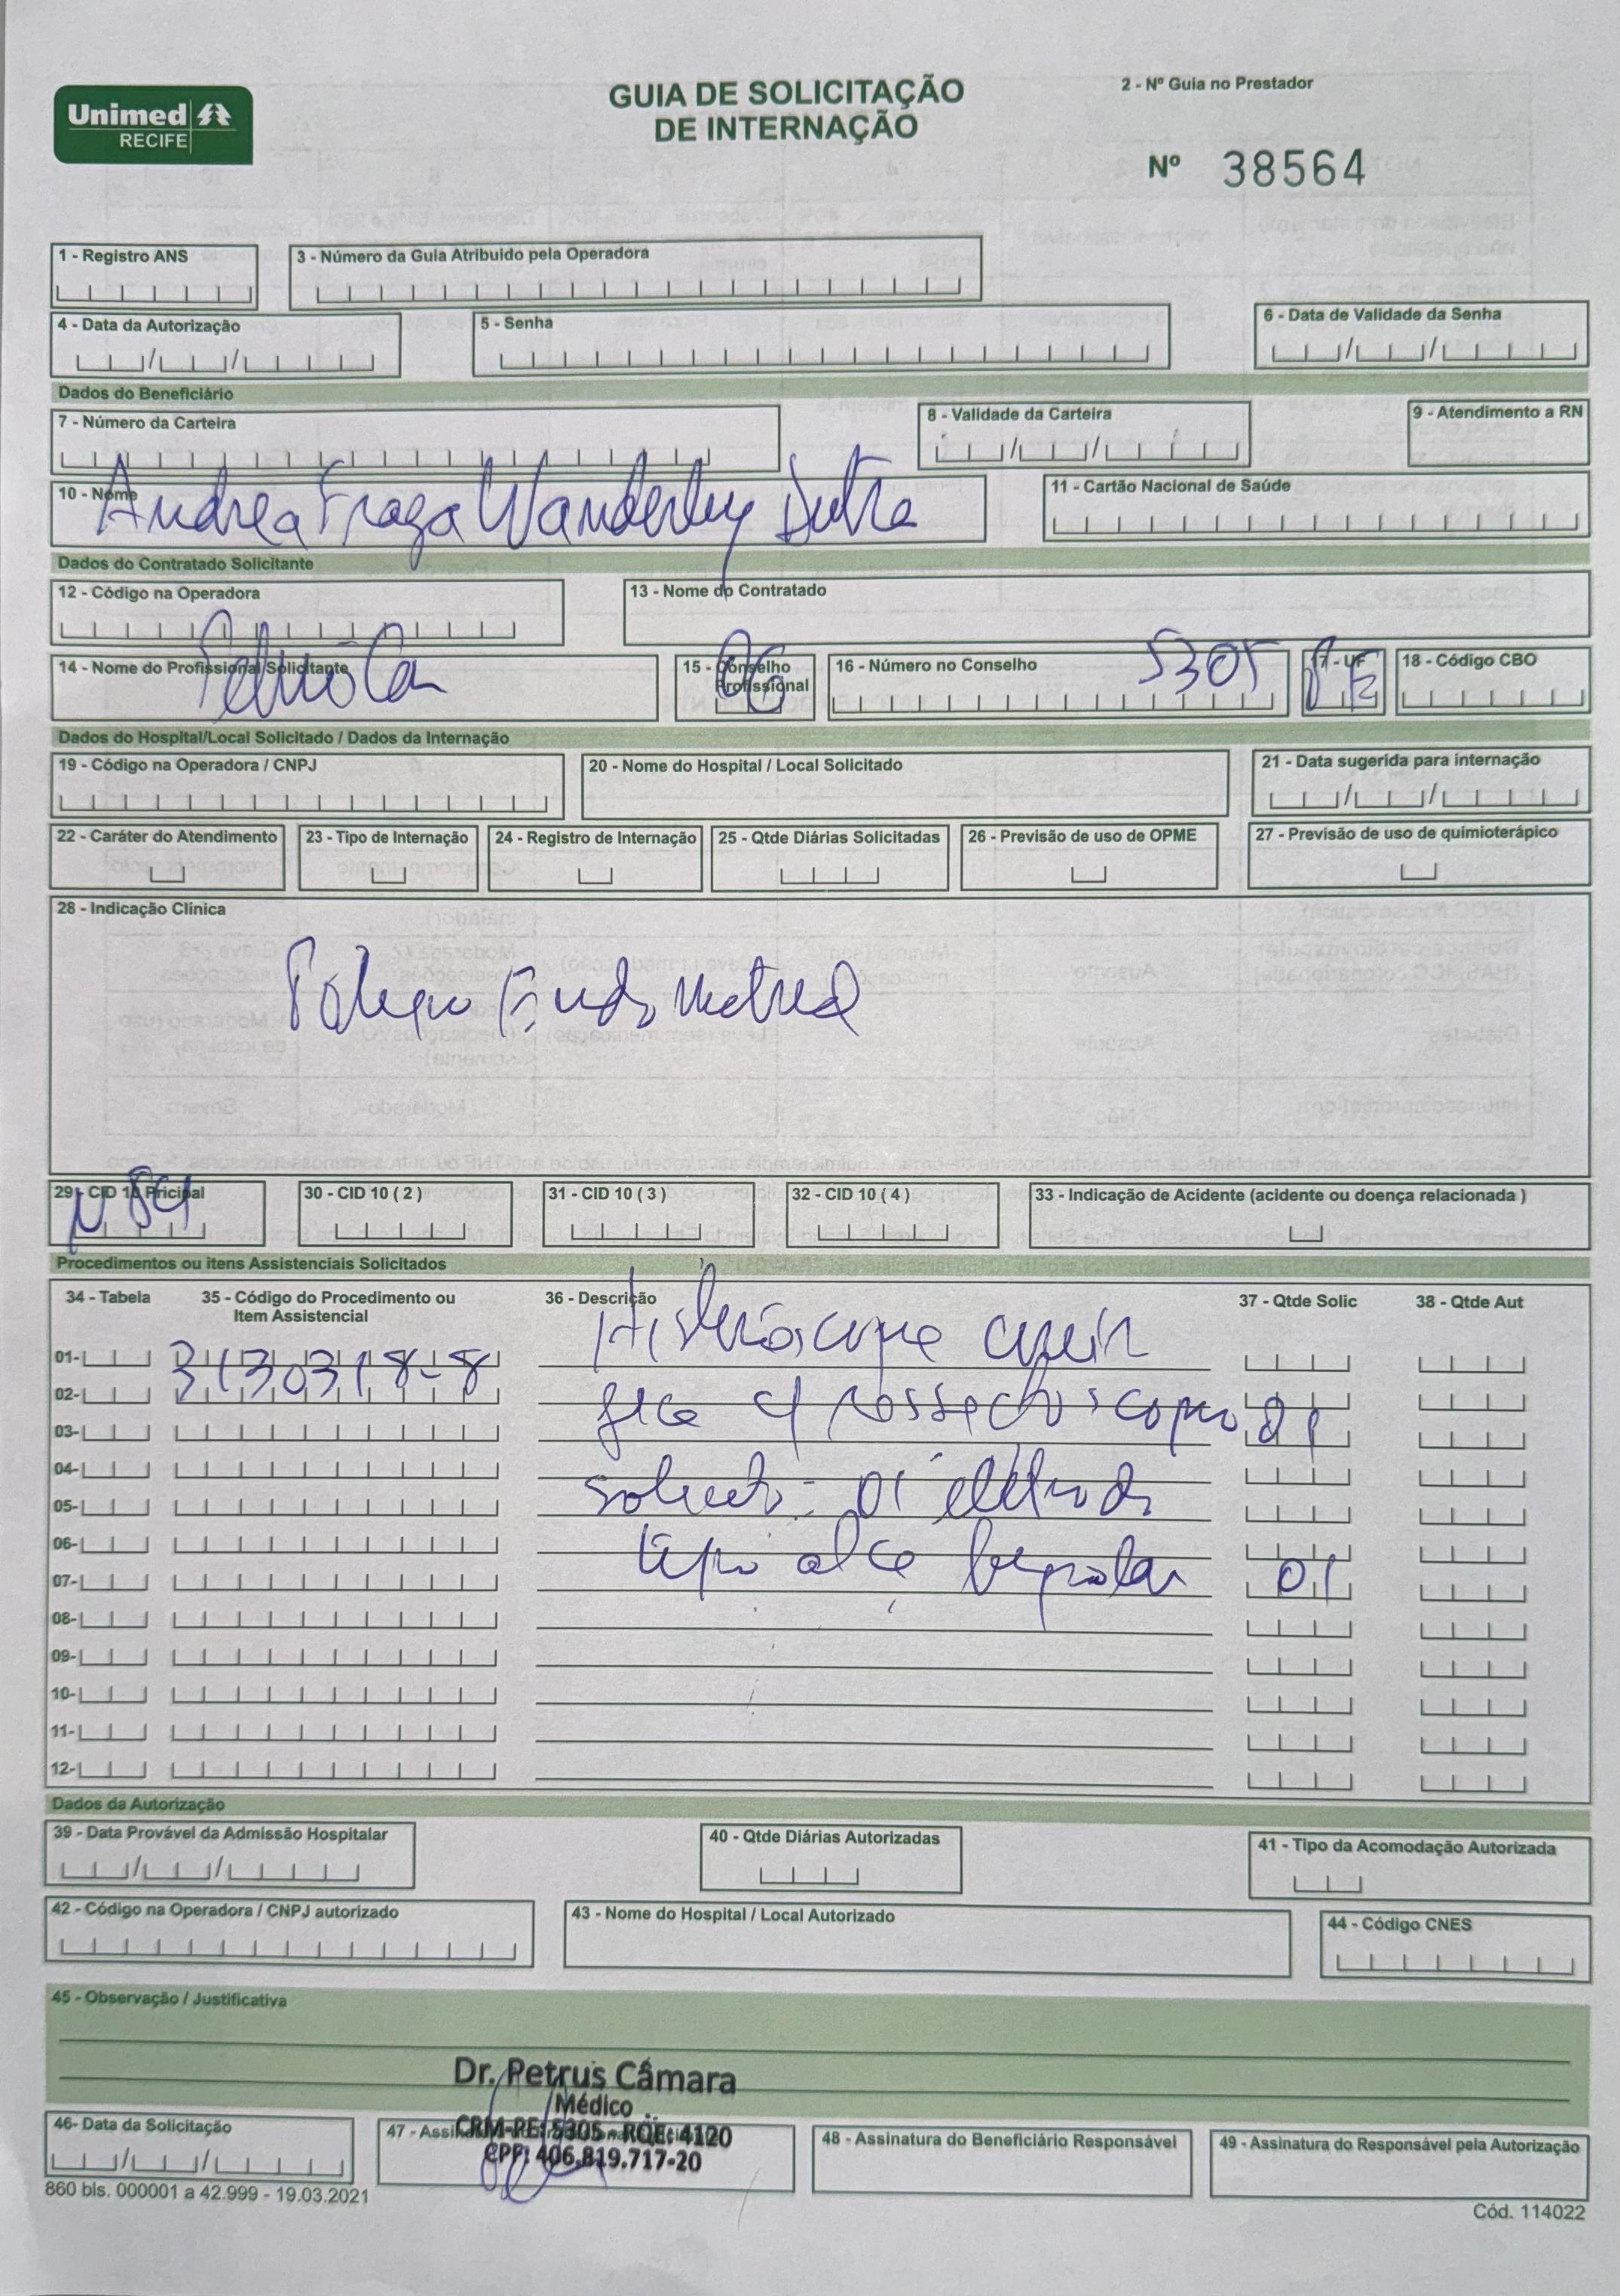 Unimed
RECIFE
GUIA DE SOLICITAÇÃO
DE INTERNAÇÃO
2 - Nº Guia no Prestador
Nº 38564
1 - Registro ANS
3 - Número da Guia Atribuido pela Operadora
4 - Data da Autorização
5 - Senha
6 - Data de Validade da Senha
Dados do Beneficiário
7 - Número da Carteira
8 - Validade da Carteira
9 - Atendimento a RN
10 - Nome
Andrea Fraga Wanderley Dutra
11 - Cartão Nacional de Saúde
Dados do Contratado Solicitante
12 - Código na Operadora
13 - Nome do Contratado
14 - Nome do Profissional Solicitante
15 - Conselho Profissional
06
16 - Número no Conselho
5305
17 - UF
PE
18 - Código CBO
Dados do Hospital/Local Solicitado / Dados da Internação
19 - Código na Operadora / CNPJ
20 - Nome do Hospital / Local Solicitado
21 - Data sugerida para internação
22 - Caráter do Atendimento
23 - Tipo de Internação
24 - Registro de Internação
25 - Qtde Diárias Solicitadas
26 - Previsão de uso de OPME
27 - Previsão de uso de quimioterápico
28 - Indicação Clínica
Pólipo Endometrial
29 - CID 10 Pricipal
N84
30 - CID 10 ( 2 )
31 - CID 10 ( 3 )
32 - CID 10 ( 4 )
33 - Indicação de Acidente (acidente ou doença relacionada )
Procedimentos ou itens Assistenciais Solicitados
34 - Tabela
35 - Código do Procedimento ou
Item Assistencial
36 - Descrição
37 - Qtde Solic
38 - Qtde Aut
01- 3130318-8 Histeroscopia cirúr
02- gica c/ ressectoscopio 01
03-
04- solicito: 01 eletrodo
05-
06- tipo alça bipolar 01
07-
08-
09-
10-
11-
12-
Dados da Autorização
39 - Data Provável da Admissão Hospitalar
40 - Qtde Diárias Autorizadas
41 - Tipo da Acomodação Autorizada
42 - Código na Operadora / CNPJ autorizado
43 - Nome do Hospital / Local Autorizado
44 - Código CNES
45 - Observação / Justificativa
Dr. Petrus Câmara
Médico
CRM-PE: 5305 - RQE: 4120
CPF: 406.819.717-20
46- Data da Solicitação
47 - Assi
48 - Assinatura do Beneficiário Responsável
49 - Assinatura do Responsável pela Autorização
860 bls. 000001 a 42.999 - 19.03.2021
Cód. 114022